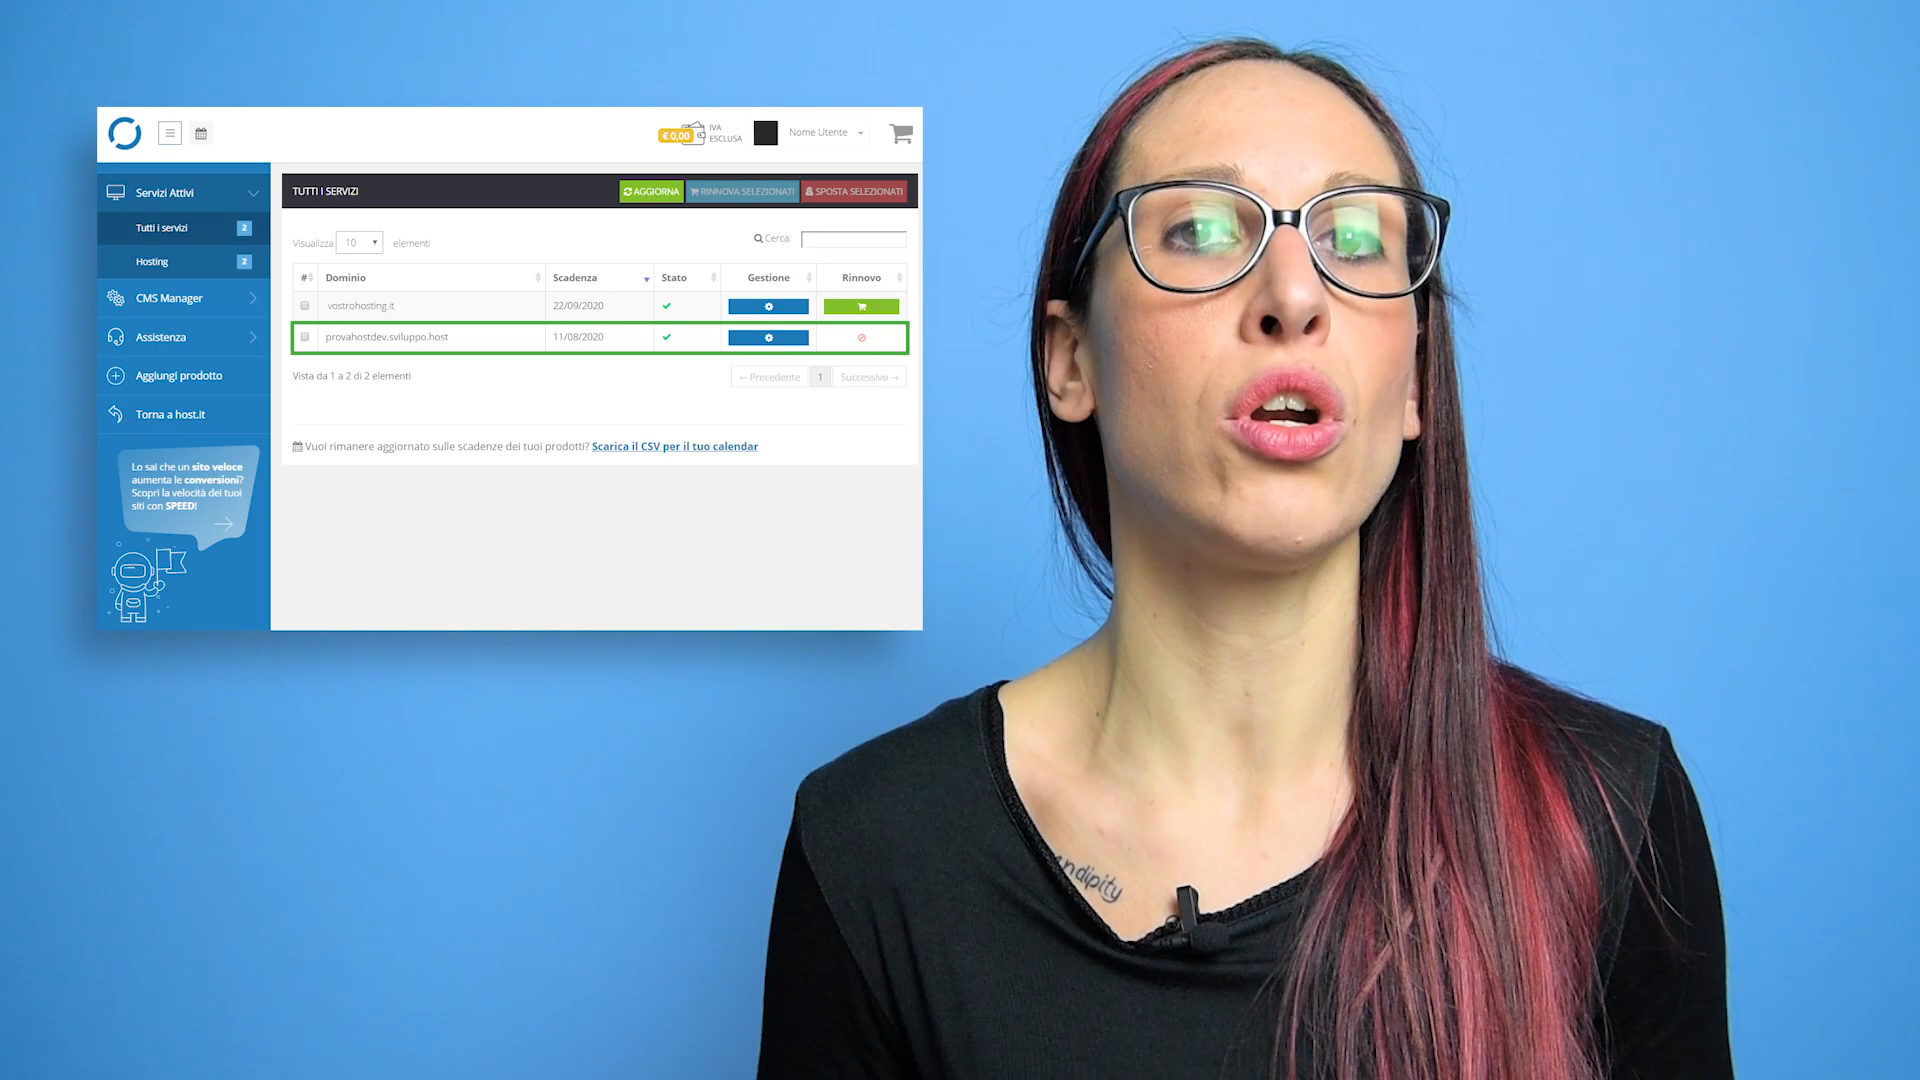 € 0,00
IVA
ESCLUSA
Nome Utente
Servizi Attivi
Tutti i servizi 2
Hosting 2
CMS Manager
Assistenza
Aggiungi prodotto
Torna a host.it
Lo sai che un sito veloce
aumenta le conversioni?
Scopri la velocità dei tuoi
siti con SPEED!
TUTTI I SERVIZI
AGGIORNA RINNOVA SELEZIONATI SPOSTA SELEZIONATI
Visualizza 10 elementi
Cerca:
# Dominio Scadenza Stato Gestione Rinnovo
vostrohosting.it 22/09/2020
provahostdev.sviluppo.host 11/08/2020
Vista da 1 a 2 di 2 elementi
← Precedente 1 Successivo →
Vuoi rimanere aggiornato sulle scadenze dei tuoi prodotti? Scarica il CSV per il tuo calendar
ndipity